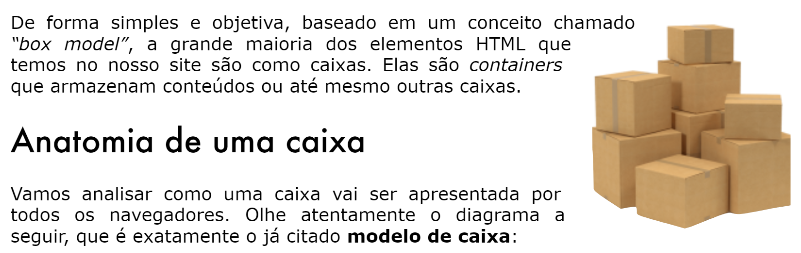 De forma simples e objetiva, baseado em um conceito chamado
“box model”, a grande maioria dos elementos HTML que
temos no nosso site são como caixas. Elas são containers
que armazenam conteúdos ou até mesmo outras caixas.
Anatomia de uma caixa
Vamos analisar como uma caixa vai ser apresentada por
todos os navegadores. Olhe atentamente o diagrama a
seguir, que é exatamente o já citado modelo de caixa: